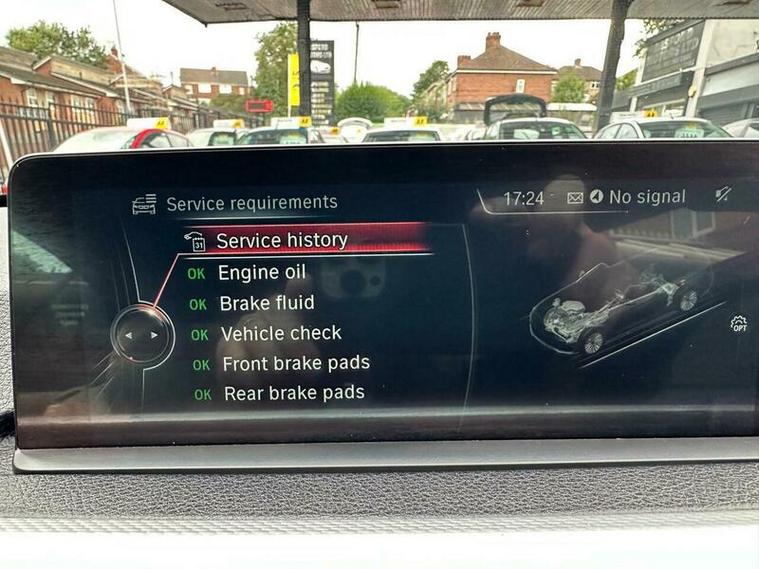 Service requirements
17:24
No signal
31
Service history
OK Engine oil
OK Brake fluid
OK Vehicle check
OK Front brake pads
OK Rear brake pads
OPT